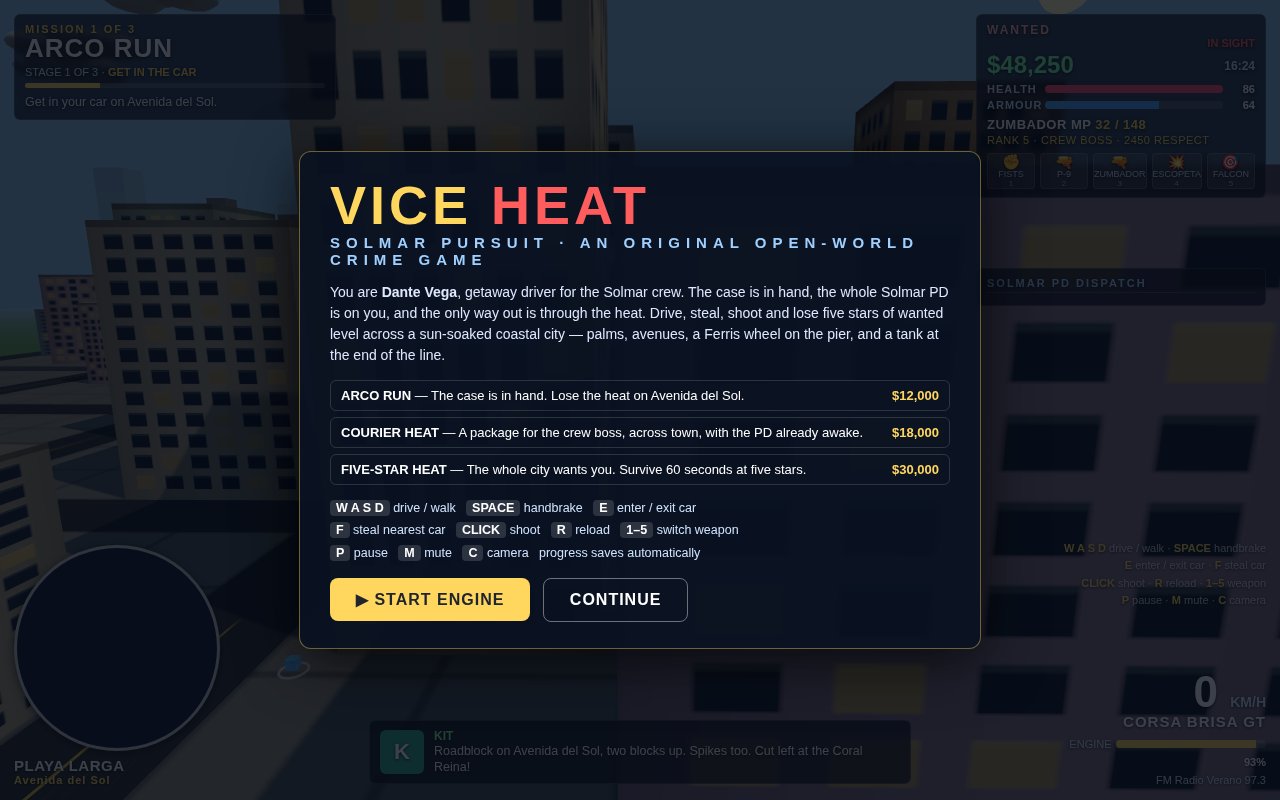 MISSION 1 OF 3
ARCO RUN
STAGE 1 OF 3 · GET IN THE CAR
Get in your car on Avenida del Sol.
WANTED
IN SIGHT
$48,250
16:24
HEALTH 86
ARMOUR 64
ZUMBADOR MP 32 / 148
RANK 5 · CREW BOSS · 2450 RESPECT
FISTS P-9 ZUMBADOR ESCOPETA FALCON
1 2 3 4 5
SOLMAR PD DISPATCH
VICE HEAT
SOLMAR PURSUIT · AN ORIGINAL OPEN-WORLD
CRIME GAME
You are Dante Vega, getaway driver for the Solmar crew. The case is in hand, the whole Solmar PD
is on you, and the only way out is through the heat. Drive, steal, shoot and lose five stars of wanted
level across a sun-soaked coastal city — palms, avenues, a Ferris wheel on the pier, and a tank at
the end of the line.
ARCO RUN — The case is in hand. Lose the heat on Avenida del Sol. $12,000
COURIER HEAT — A package for the crew boss, across town, with the PD already awake. $18,000
FIVE-STAR HEAT — The whole city wants you. Survive 60 seconds at five stars. $30,000
W A S D drive / walk SPACE handbrake E enter / exit car
F steal nearest car CLICK shoot R reload 1–5 switch weapon
P pause M mute C camera progress saves automatically
▶ START ENGINE CONTINUE
W A S D drive / walk · SPACE handbrake
E enter / exit car · F steal car
CLICK shoot · R reload · 1–5 weapon
P pause · M mute · C camera
K
KIT
Roadblock on Avenida del Sol, two blocks up. Spikes too. Cut left at the Coral
Reina!
PLAYA LARGA
Avenida del Sol
0 KM/H
CORSA BRISA GT
ENGINE
93%
FM Radio Verano 97.3